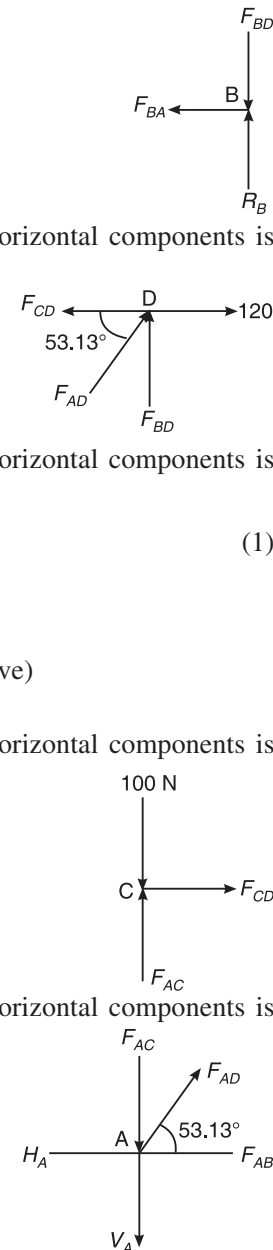 F_BD
B
F_BA
R_B
orizontal components is
F_CD D 120
53.13°
F_AD
F_BD
orizontal components is
(1)
ve)
orizontal components is
100 N
C F_CD
F_AC
orizontal components is
F_AC
F_AD
A 53.13°
H_A F_AB
V_A